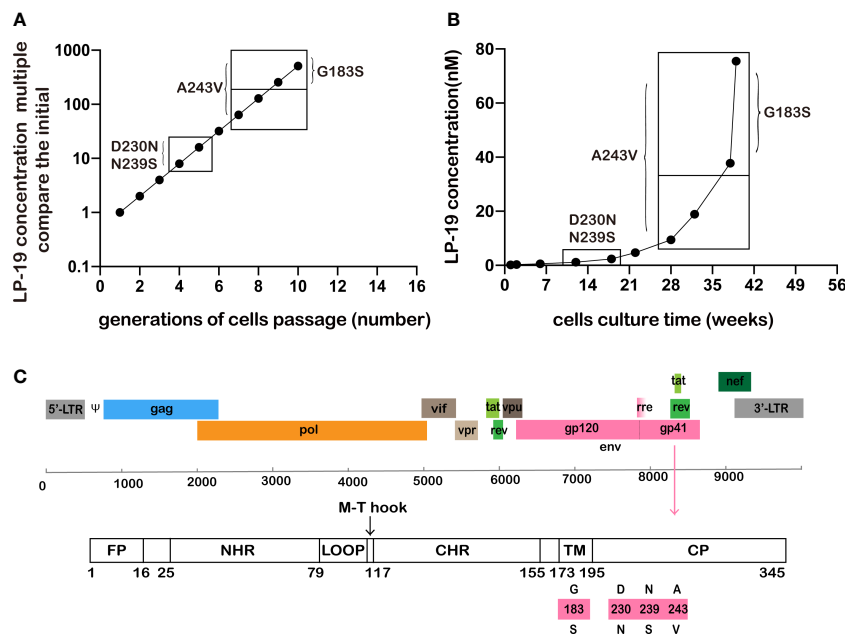 A
LP-19 concentration multiple
compare the initial
1000
100
10
1
0.1
A243V
G183S
D230N
N239S
0 2 4 6 8 10 12 14 16
generations of cells passage (number)
B
LP-19 concentration(nM)
80
60
40
20
0
A243V
G183S
D230N
N239S
0 7 14 21 28 35 42 49 56
cells culture time (weeks)
C
tat nef
5'-LTR Ψ gag vif tat vpu rre rev 3'-LTR
pol vpr rev gp120 gp41
env
0 1000 2000 3000 4000 5000 6000 7000 8000 9000
M-T hook
FP NHR LOOP CHR TM CP
1 16 25 79 117 155 173 195 345
G D N A
183 230 239 243
S N S V